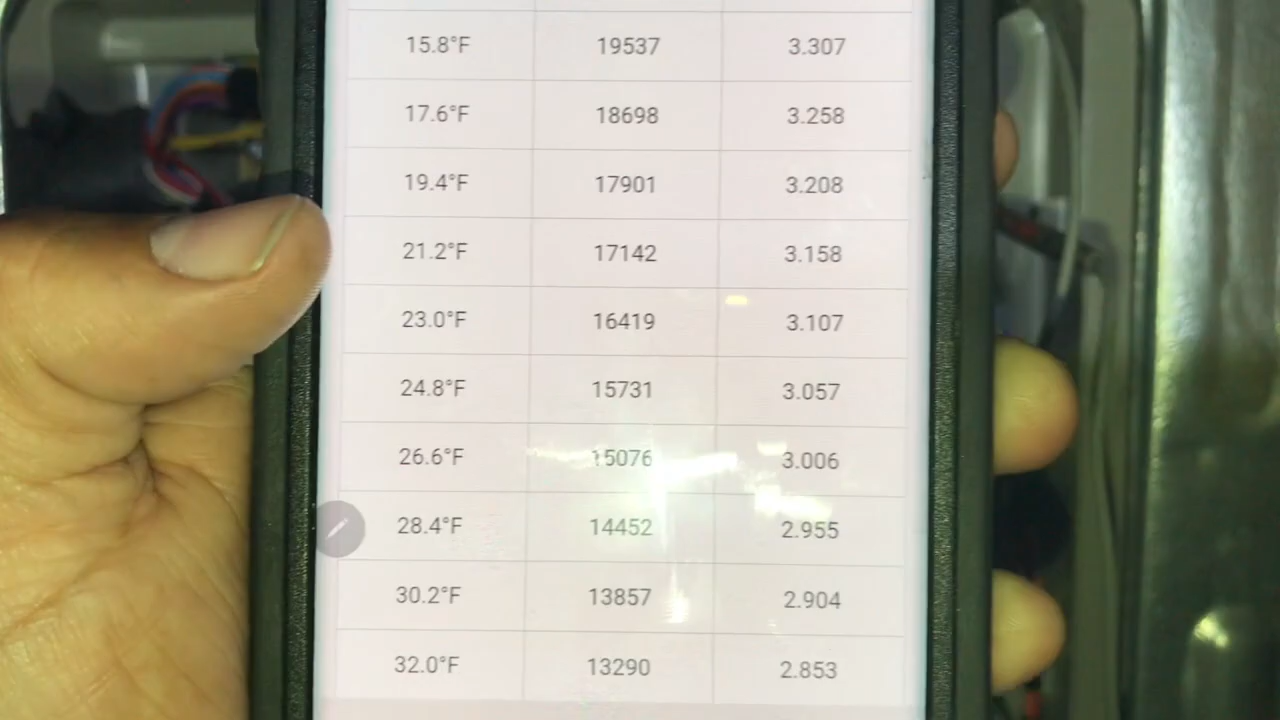 15.8°F 19537 3.307
17.6°F 18698 3.258
19.4°F 17901 3.208
21.2°F 17142 3.158
23.0°F 16419 3.107
24.8°F 15731 3.057
26.6°F 15076 3.006
28.4°F 14452 2.955
30.2°F 13857 2.904
32.0°F 13290 2.853